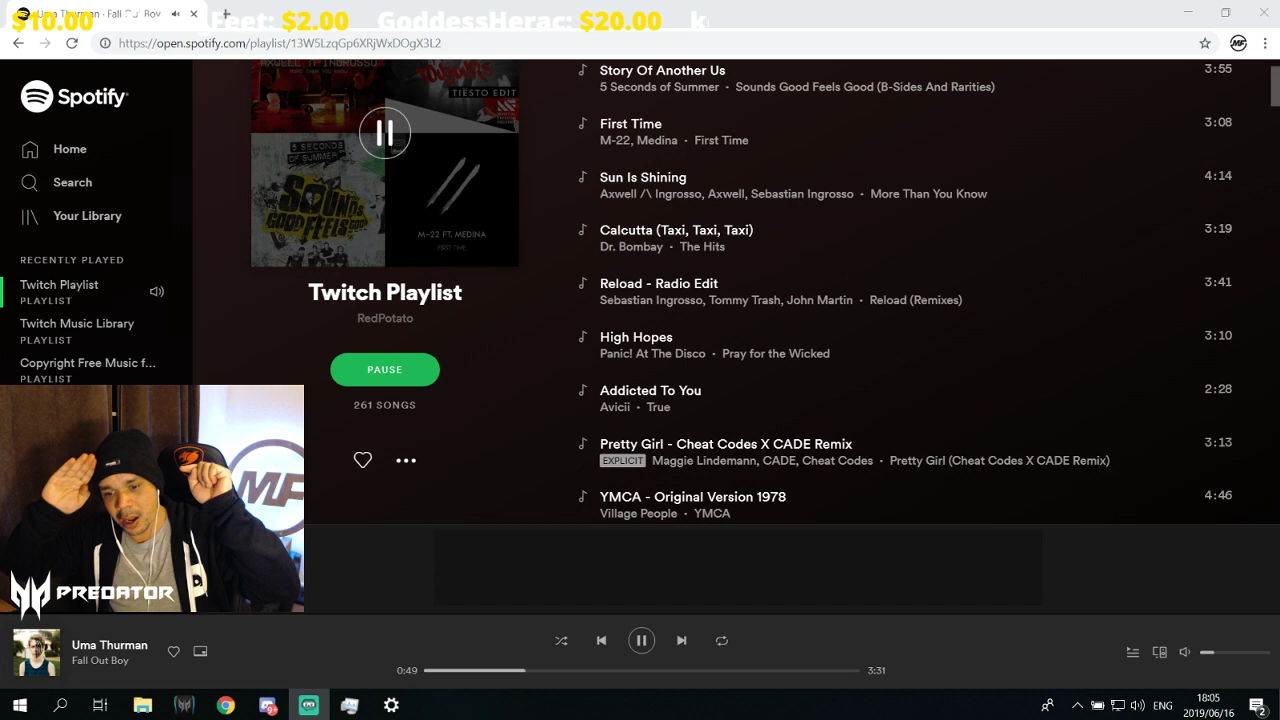 $10.00 Feet: $2.00 GoddessHerac: $20.00 k
Uma Thurman · Fall Out Boy
https://open.spotify.com/playlist/13W5LzqGp6XRjWxDOgX3L2
Spotify
Home
Search
Your Library
RECENTLY PLAYED
Twitch Playlist
PLAYLIST
Twitch Music Library
PLAYLIST
Copyright Free Music f...
PLAYLIST
TIËSTO EDIT
5 SECONDS
OF SUMMER
SOUNDS
GOOD FEELS GOOD
M-22 FT. MEDINA
FIRST TIME
Twitch Playlist
RedPotato
PAUSE
261 SONGS
Story Of Another Us 3:55
5 Seconds of Summer • Sounds Good Feels Good (B-Sides And Rarities)
First Time 3:08
M-22, Medina • First Time
Sun Is Shining 4:14
Axwell /\ Ingrosso, Axwell, Sebastian Ingrosso • More Than You Know
Calcutta (Taxi, Taxi, Taxi) 3:19
Dr. Bombay • The Hits
Reload - Radio Edit 3:41
Sebastian Ingrosso, Tommy Trash, John Martin • Reload (Remixes)
High Hopes 3:10
Panic! At The Disco • Pray for the Wicked
Addicted To You 2:28
Avicii • True
Pretty Girl - Cheat Codes X CADE Remix 3:13
EXPLICIT Maggie Lindemann, CADE, Cheat Codes • Pretty Girl (Cheat Codes X CADE Remix)
YMCA - Original Version 1978 4:46
Village People • YMCA
MF
PREDATOR
Uma Thurman
Fall Out Boy
0:49 3:31
ENG
18:05
2019/06/16
2